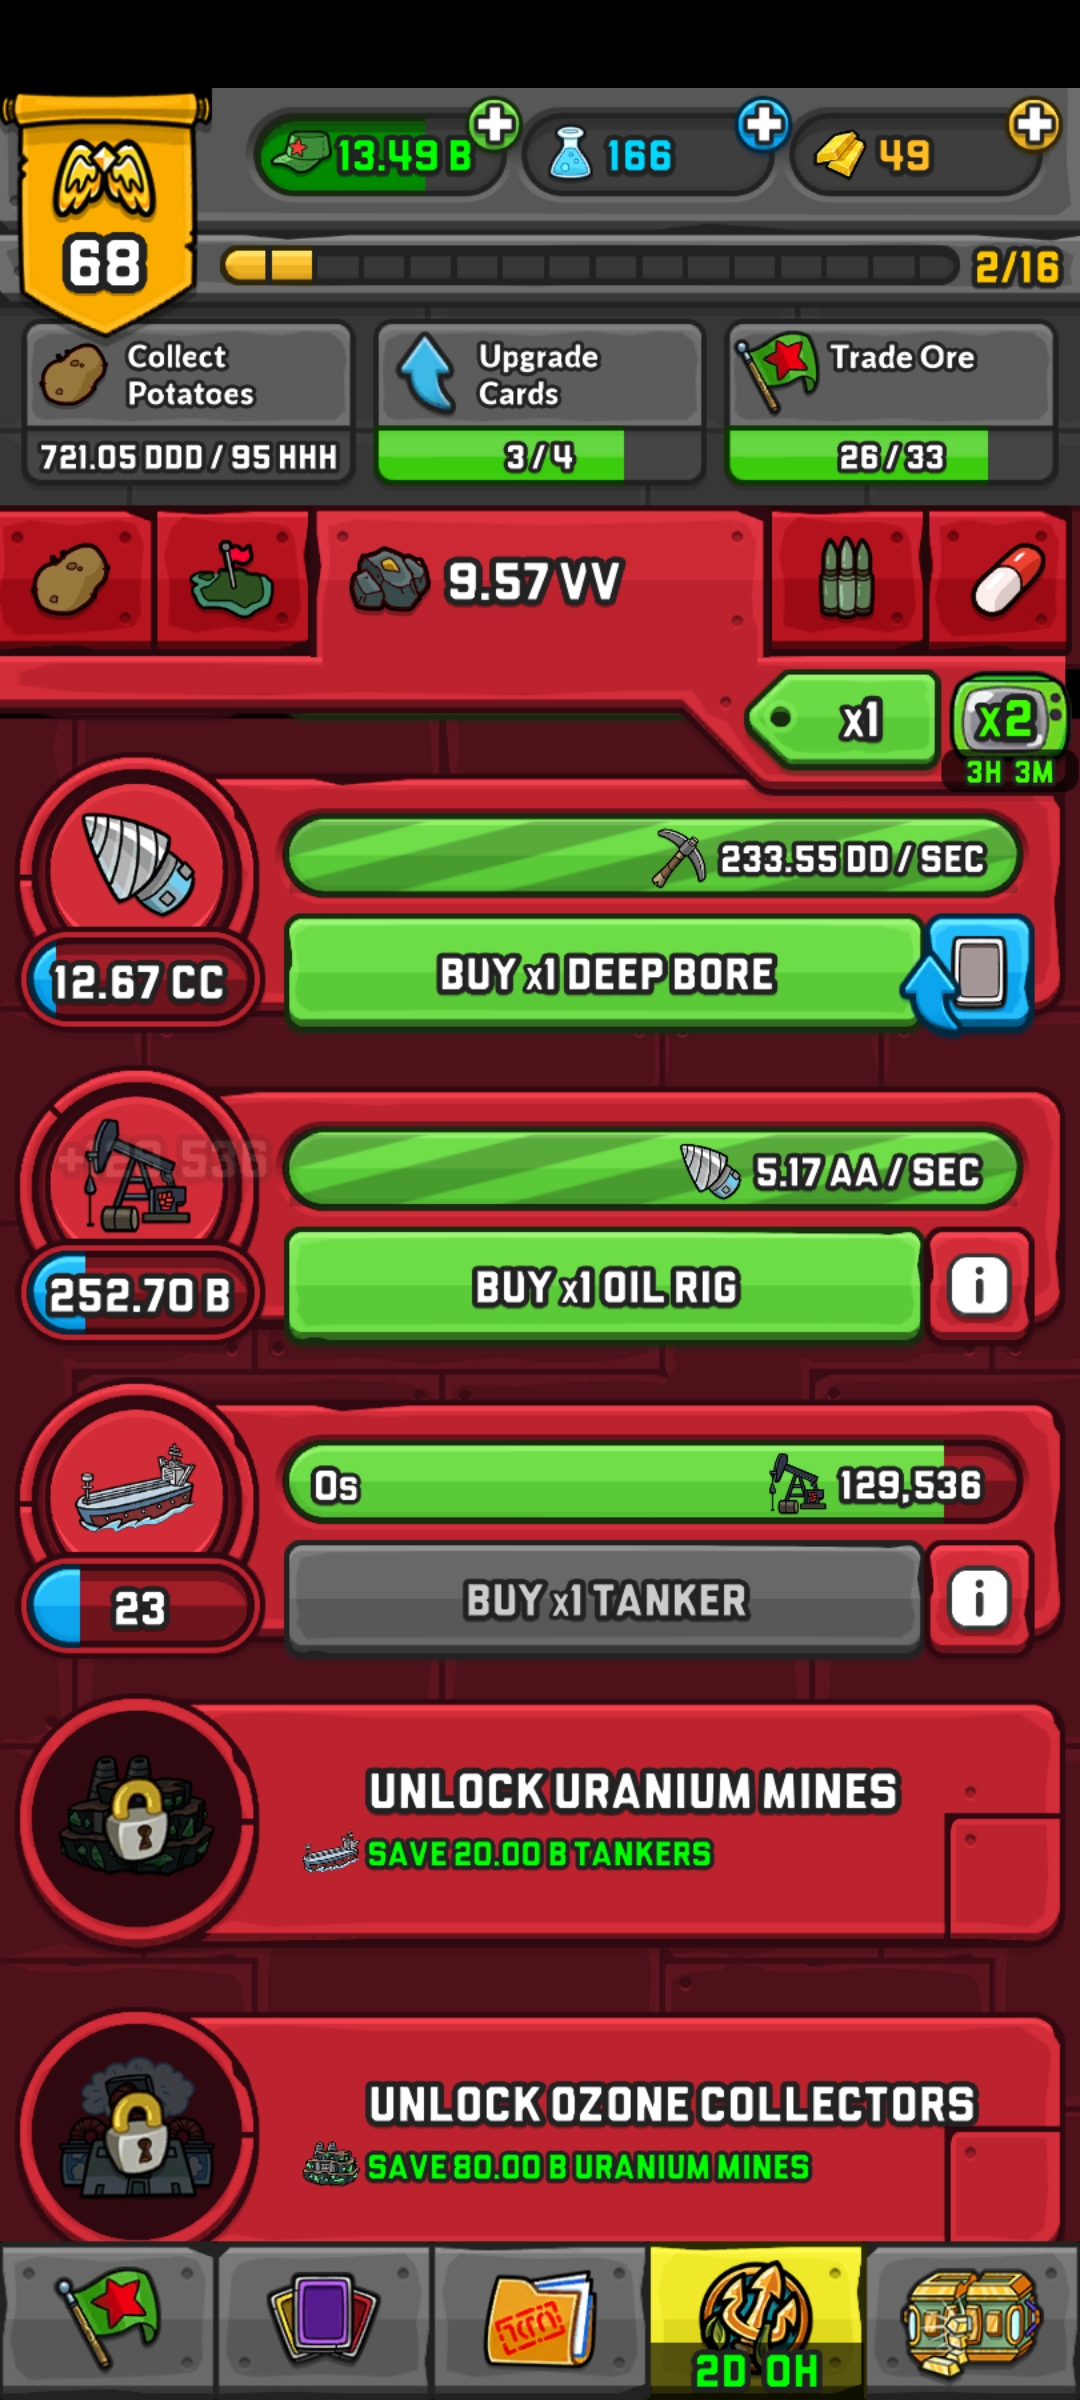 13.49 B
166
49
68
2/16
Collect
Potatoes
Upgrade
Cards
Trade Ore
721.05 DDD / 95 HHH
3/4
26/33
9.57 VV
x1
x2
3H 3M
233.55 DD / SEC
BUY x1 DEEP BORE
12.67 CC
+129,536
5.17 AA / SEC
BUY x1 OIL RIG
i
252.70 B
0s
129,536
BUY x1 TANKER
i
23
UNLOCK URANIUM MINES
SAVE 20.00 B TANKERS
UNLOCK OZONE COLLECTORS
SAVE 80.00 B URANIUM MINES
2D 0H